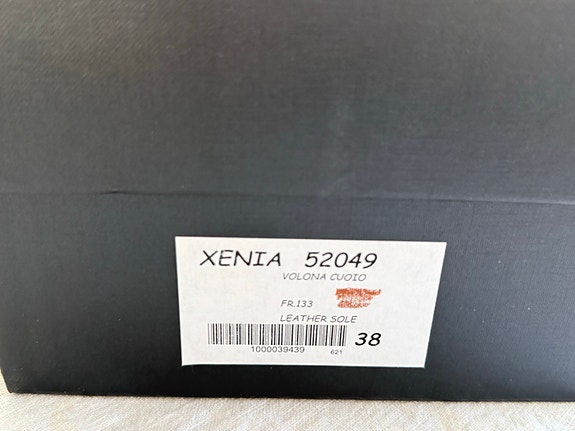 XENIA 52049
VOLONA CUOIO
FR.133
LEATHER SOLE
38
1000039439
621